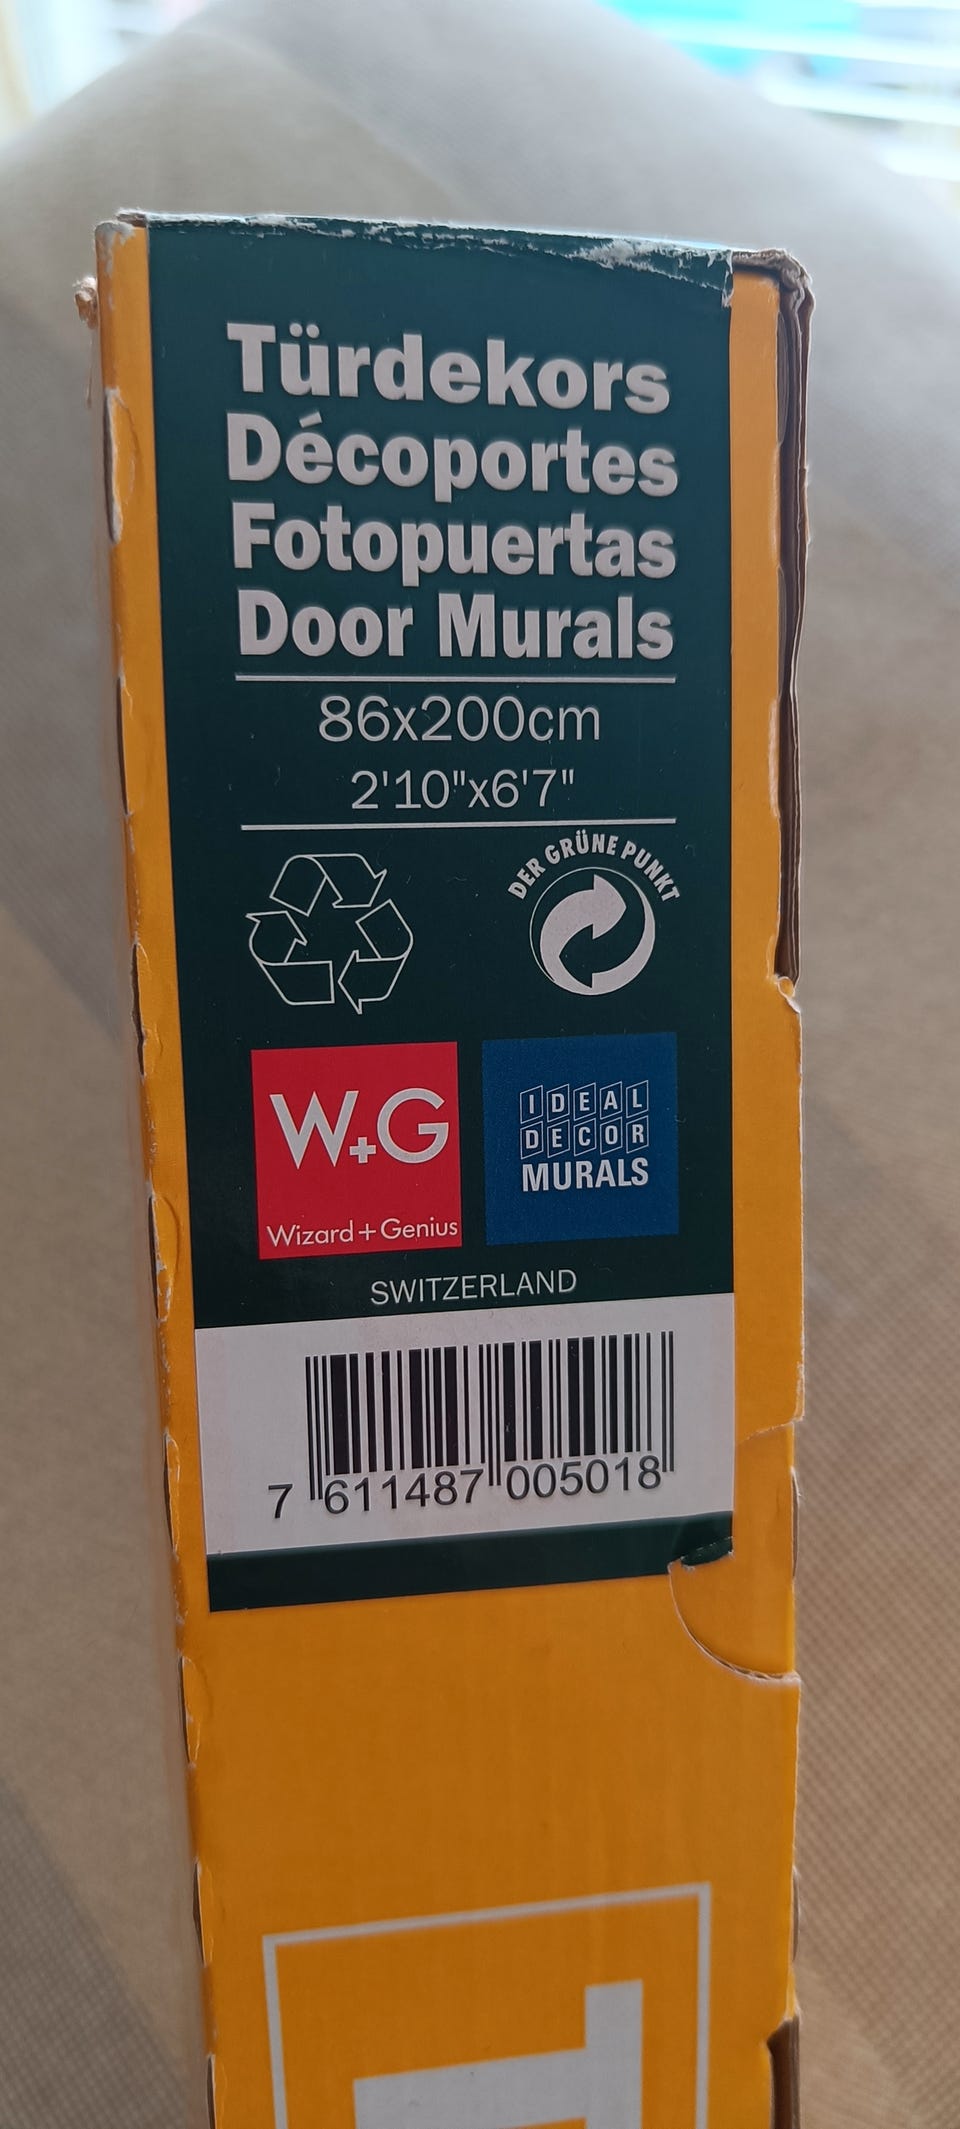 Türdekors
Décoportes
Fotopuertas
Door Murals
86x200cm
2'10"x6'7"
DER GRÜNE PUNKT
W+G
Wizard+Genius
IDEAL
DECOR
MURALS
SWITZERLAND
7 611487 005018